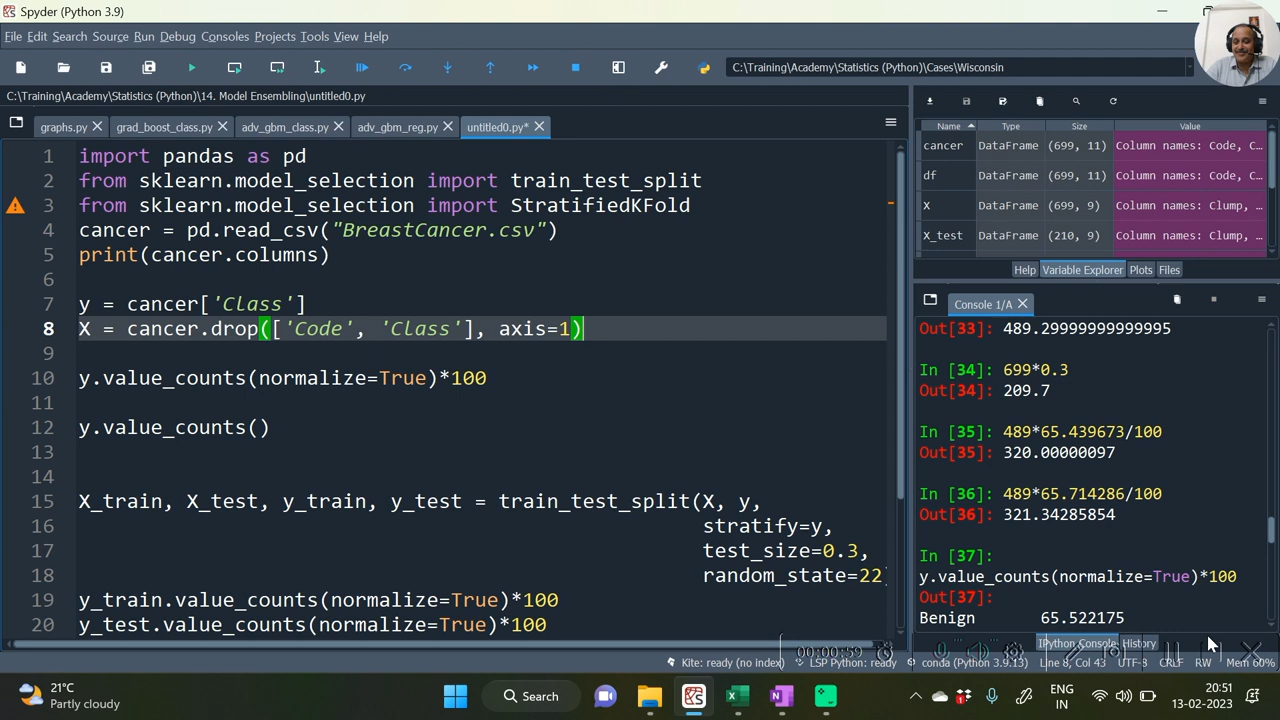 Spyder (Python 3.9)
File Edit Search Source Run Debug Consoles Projects Tools View Help
C:\Training\Academy\Statistics (Python)\Cases\Wisconsin
C:\Training\Academy\Statistics (Python)\14. Model Ensembling\untitled0.py
graphs.py grad_boost_class.py adv_gbm_class.py adv_gbm_reg.py untitled0.py*
1 import pandas as pd
2 from sklearn.model_selection import train_test_split
3 from sklearn.model_selection import StratifiedKFold
4 cancer = pd.read_csv("BreastCancer.csv")
5 print(cancer.columns)
6
7 y = cancer['Class']
8 X = cancer.drop(['Code', 'Class'], axis=1)
9
10 y.value_counts(normalize=True)*100
11
12 y.value_counts()
13
14
15 X_train, X_test, y_train, y_test = train_test_split(X, y,
16 stratify=y,
17 test_size=0.3,
18 random_state=22
19 y_train.value_counts(normalize=True)*100
20 y_test.value_counts(normalize=True)*100
Name Type Size Value
cancer DataFrame (699, 11) Column names: Code, C…
df DataFrame (699, 11) Column names: Code, C…
X DataFrame (699, 9) Column names: Clump, …
X_test DataFrame (210, 9) Column names: Clump, …
Help Variable Explorer Plots Files
Console 1/A
Out[33]: 489.29999999999995
In [34]: 699*0.3
Out[34]: 209.7
In [35]: 489*65.439673/100
Out[35]: 320.00000097
In [36]: 489*65.714286/100
Out[36]: 321.34285854
In [37]:
y.value_counts(normalize=True)*100
Out[37]:
Benign 65.522175
IPython Console History
00:00:59
Kite: ready (no index) LSP Python: ready conda (Python 3.9.13) Line 8, Col 43 UTF-8 CRLF RW Mem 60%
21°C
Partly cloudy
Search
ENG
IN
20:51
13-02-2023